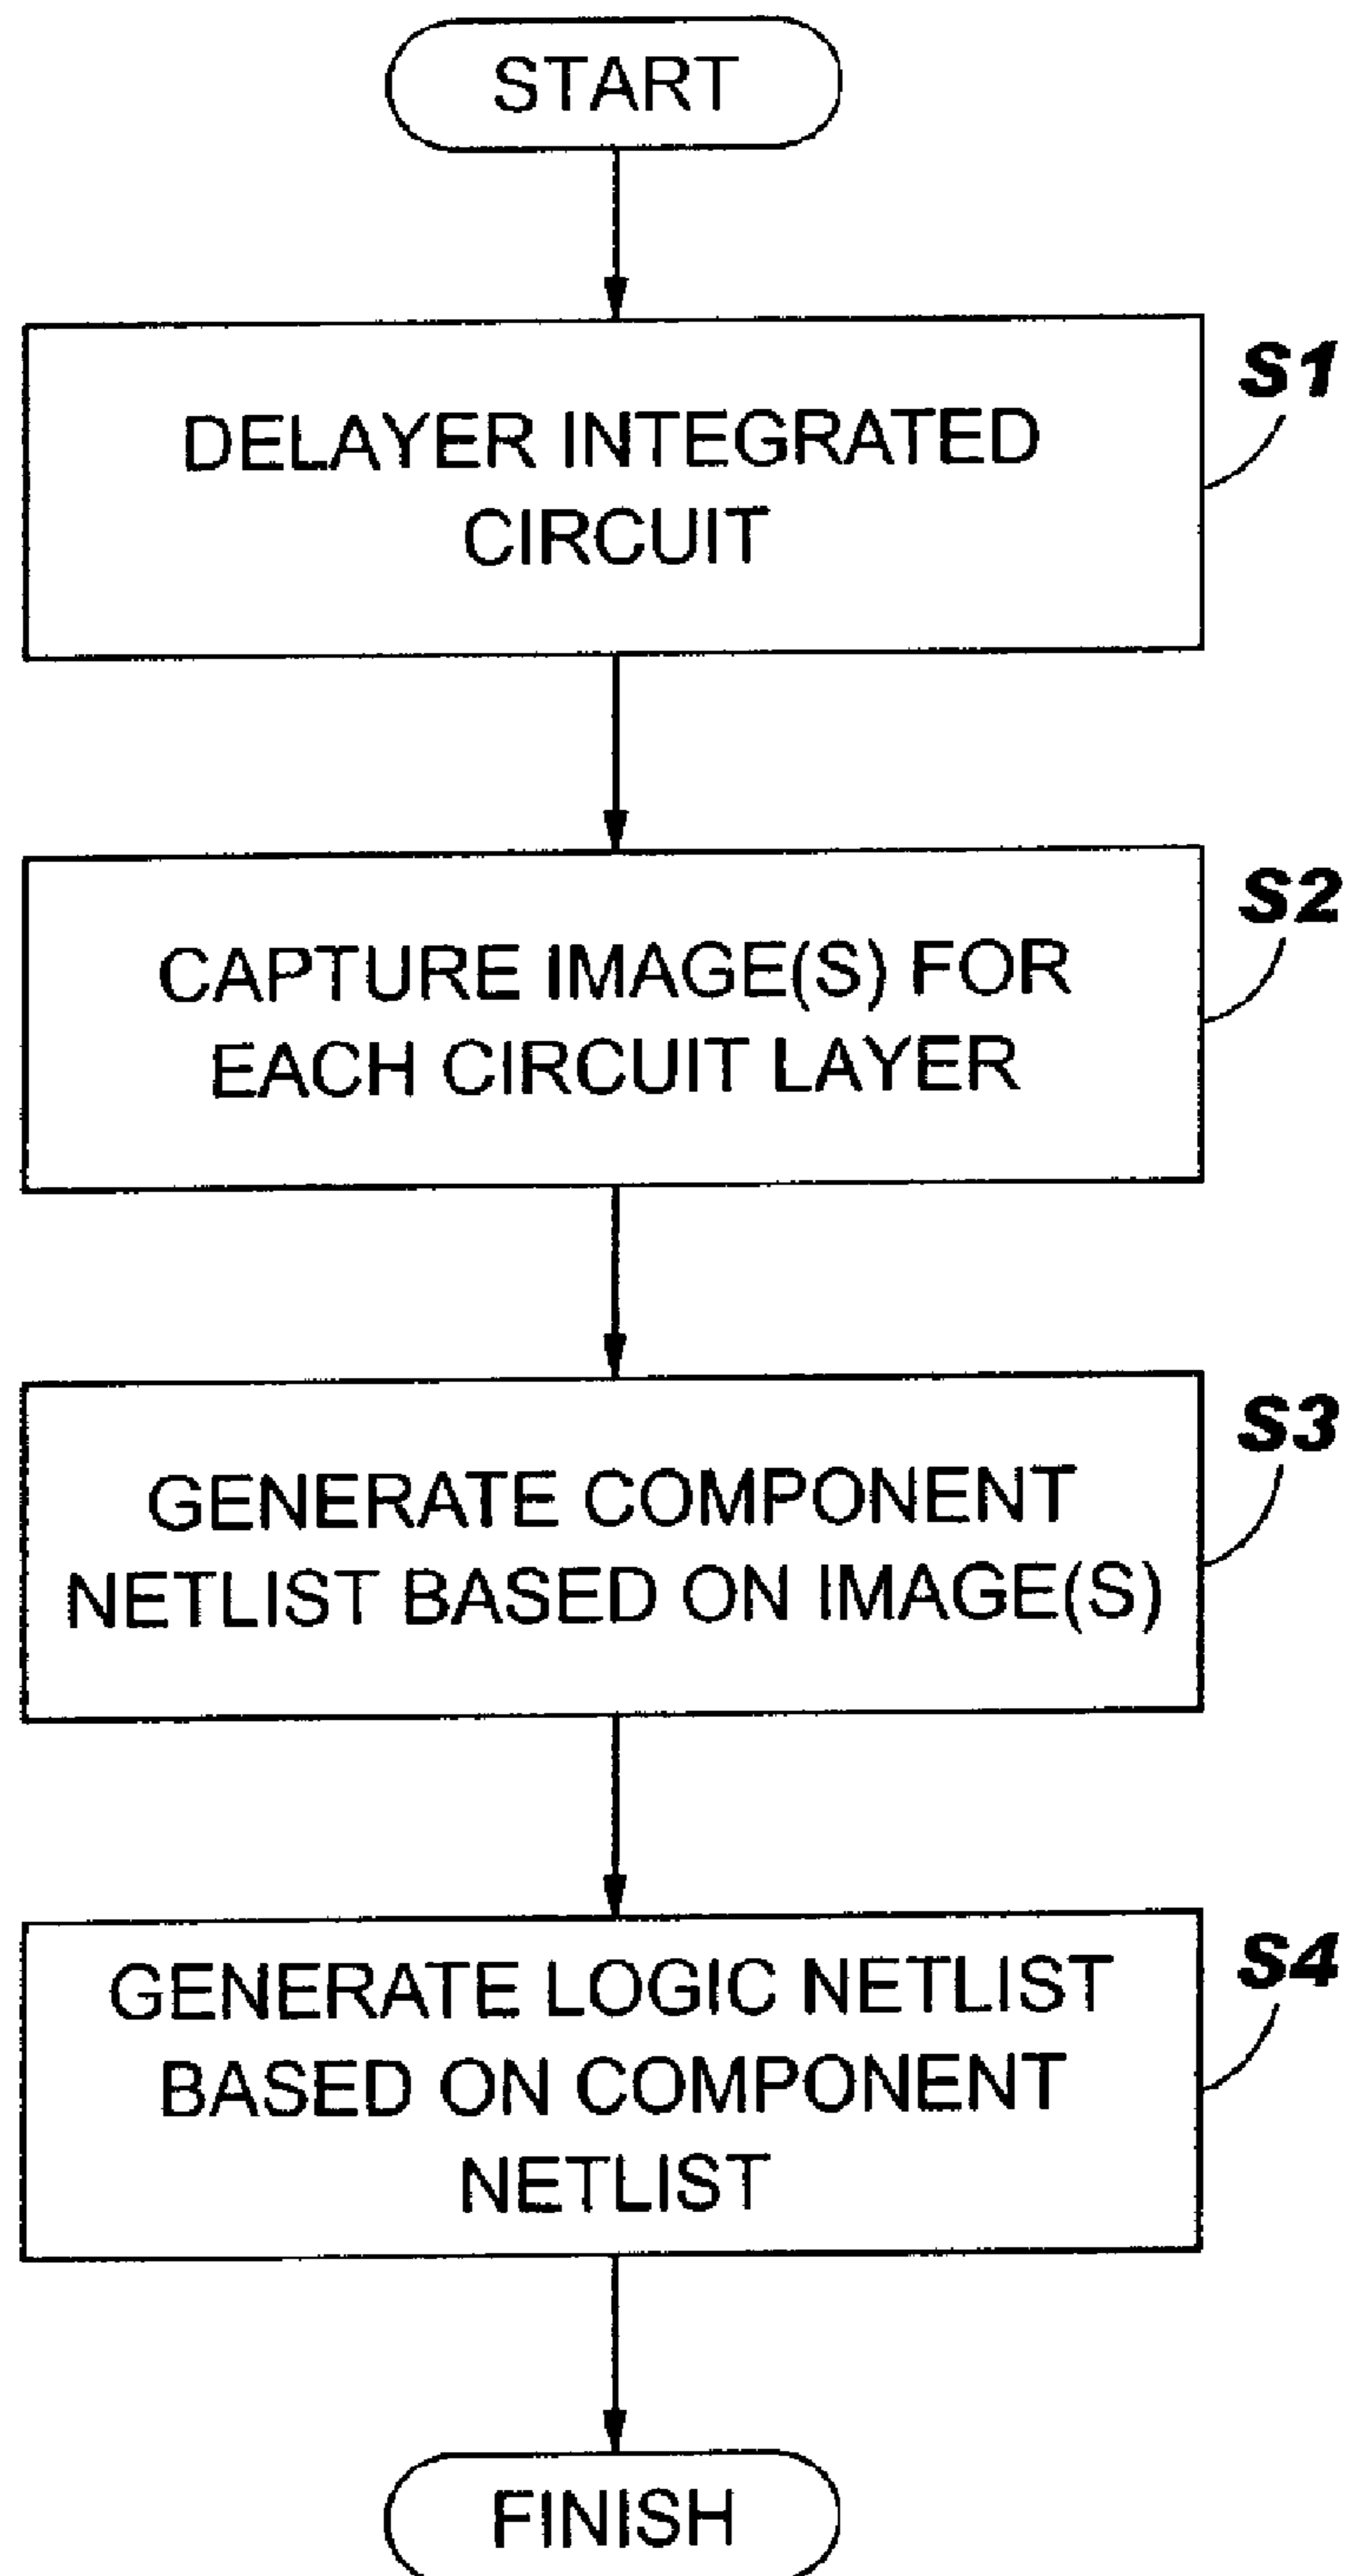 START
S1
DELAYER INTEGRATED
CIRCUIT
S2
CAPTURE IMAGE(S) FOR
EACH CIRCUIT LAYER
S3
GENERATE COMPONENT
NETLIST BASED ON IMAGE(S)
S4
GENERATE LOGIC NETLIST
BASED ON COMPONENT
NETLIST
FINISH